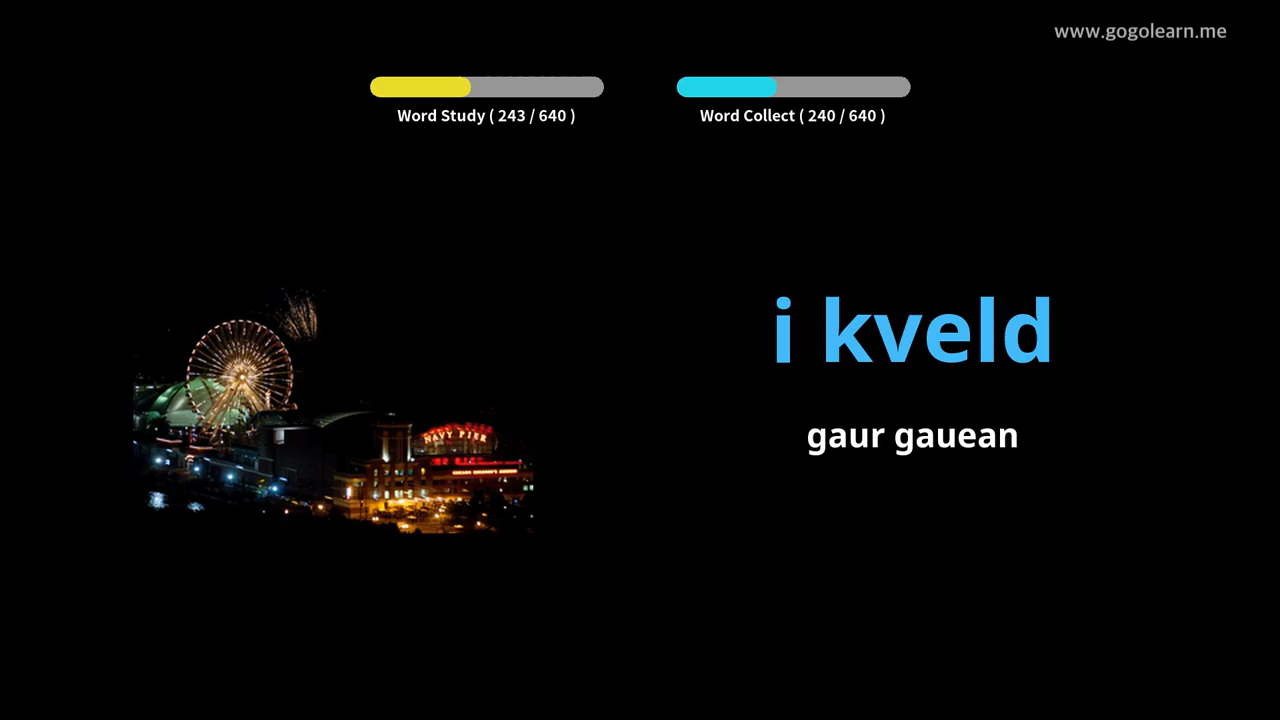 www.gogolearn.me
Word Study ( 243 / 640 )
Word Collect ( 240 / 640 )
i kveld
gaur gauean
NAVY PIER